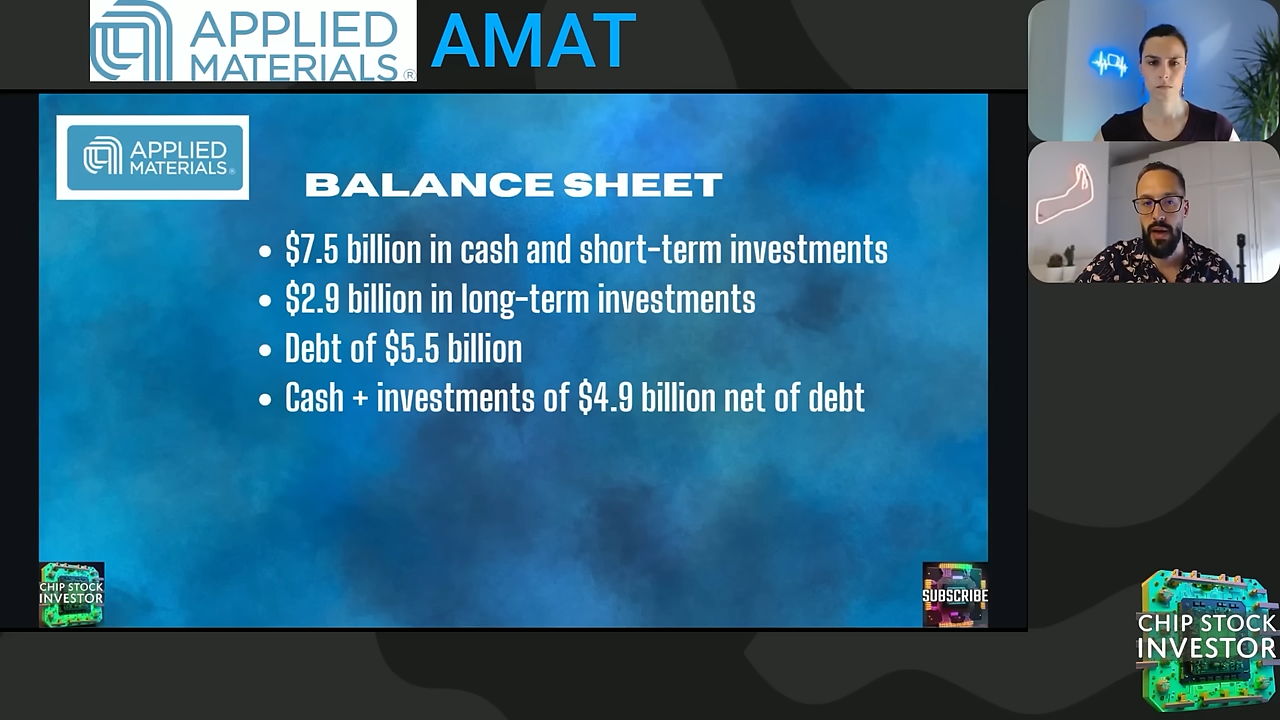 APPLIED
MATERIALS®
AMAT
APPLIED
MATERIALS®
BALANCE SHEET
• $7.5 billion in cash and short-term investments
• $2.9 billion in long-term investments
• Debt of $5.5 billion
• Cash + investments of $4.9 billion net of debt
CHIP STOCK
INVESTOR
SUBSCRIBE
CHIP STOCK
INVESTOR